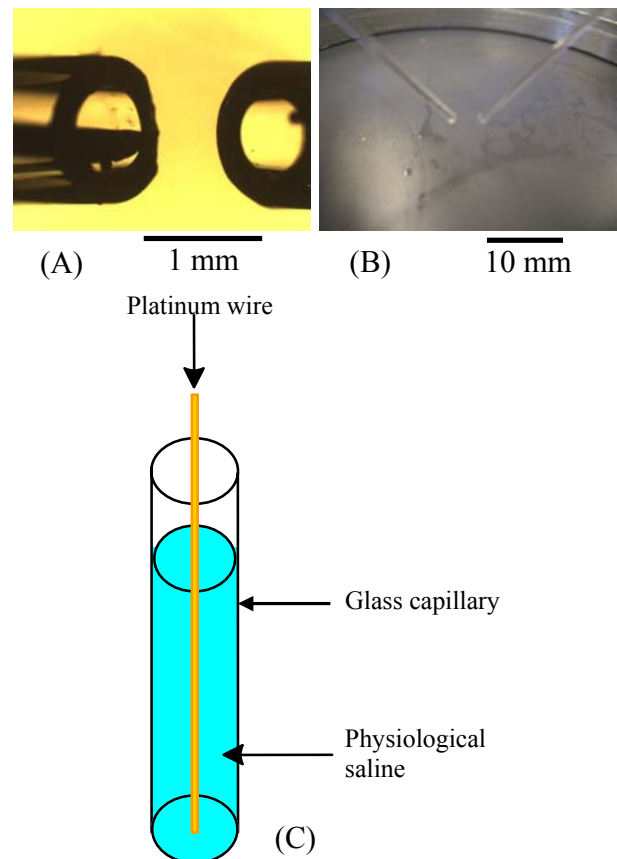 (A)
1 mm
(B)
10 mm
Platinum wire
Glass capillary
Physiological
saline
(C)